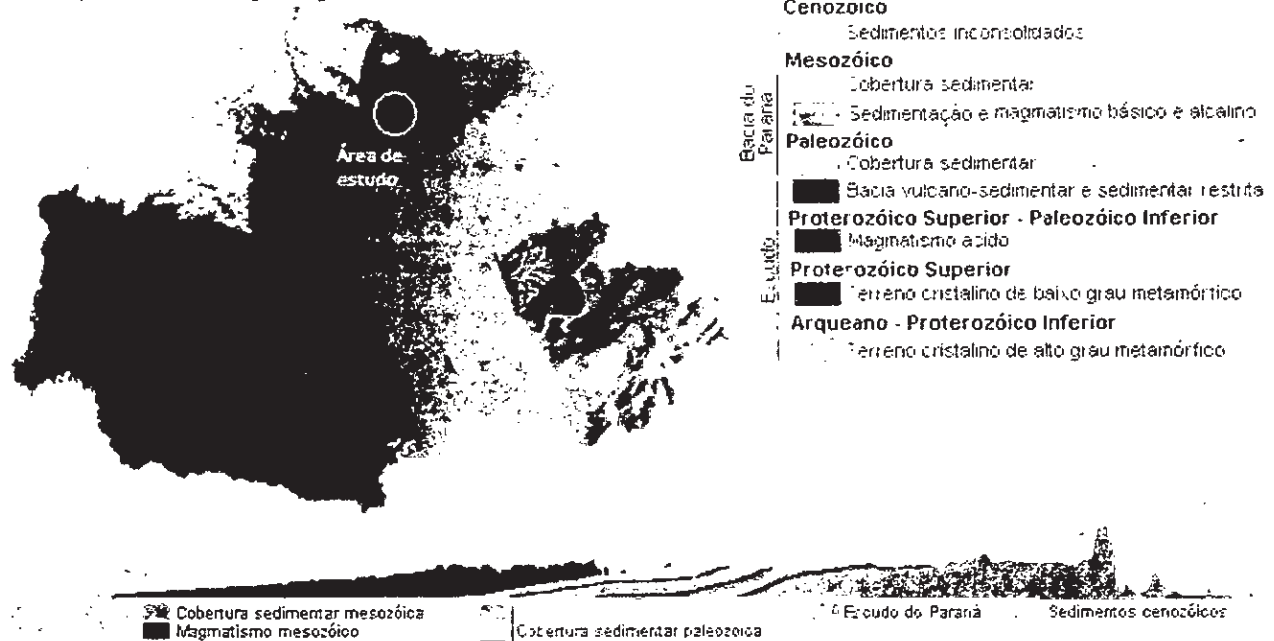 Área de
estudo
Cenozóico
Sedimentos inconsolidados
Mesozóico
Cobertura sedimentar
Sedimentação e magmatismo básico e alcalino
Paleozóico
Cobertura sedimentar
Bacia vulcano-sedimentar e sedimentar restrita
Proterozóico Superior - Paleozóico Inferior
Magmatismo ácido
Proterozóico Superior
Terreno cristalino de baixo grau metamórfico
Arqueano - Proterozóico Inferior
Terreno cristalino de alto grau metamórfico
Bacia do
Paraná
Escudo
Cobertura sedimentar mesozóica
Magmatismo mesozóico
Cobertura sedimentar paleozoica
Escudo do Paraná
Sedimentos cenozóicos